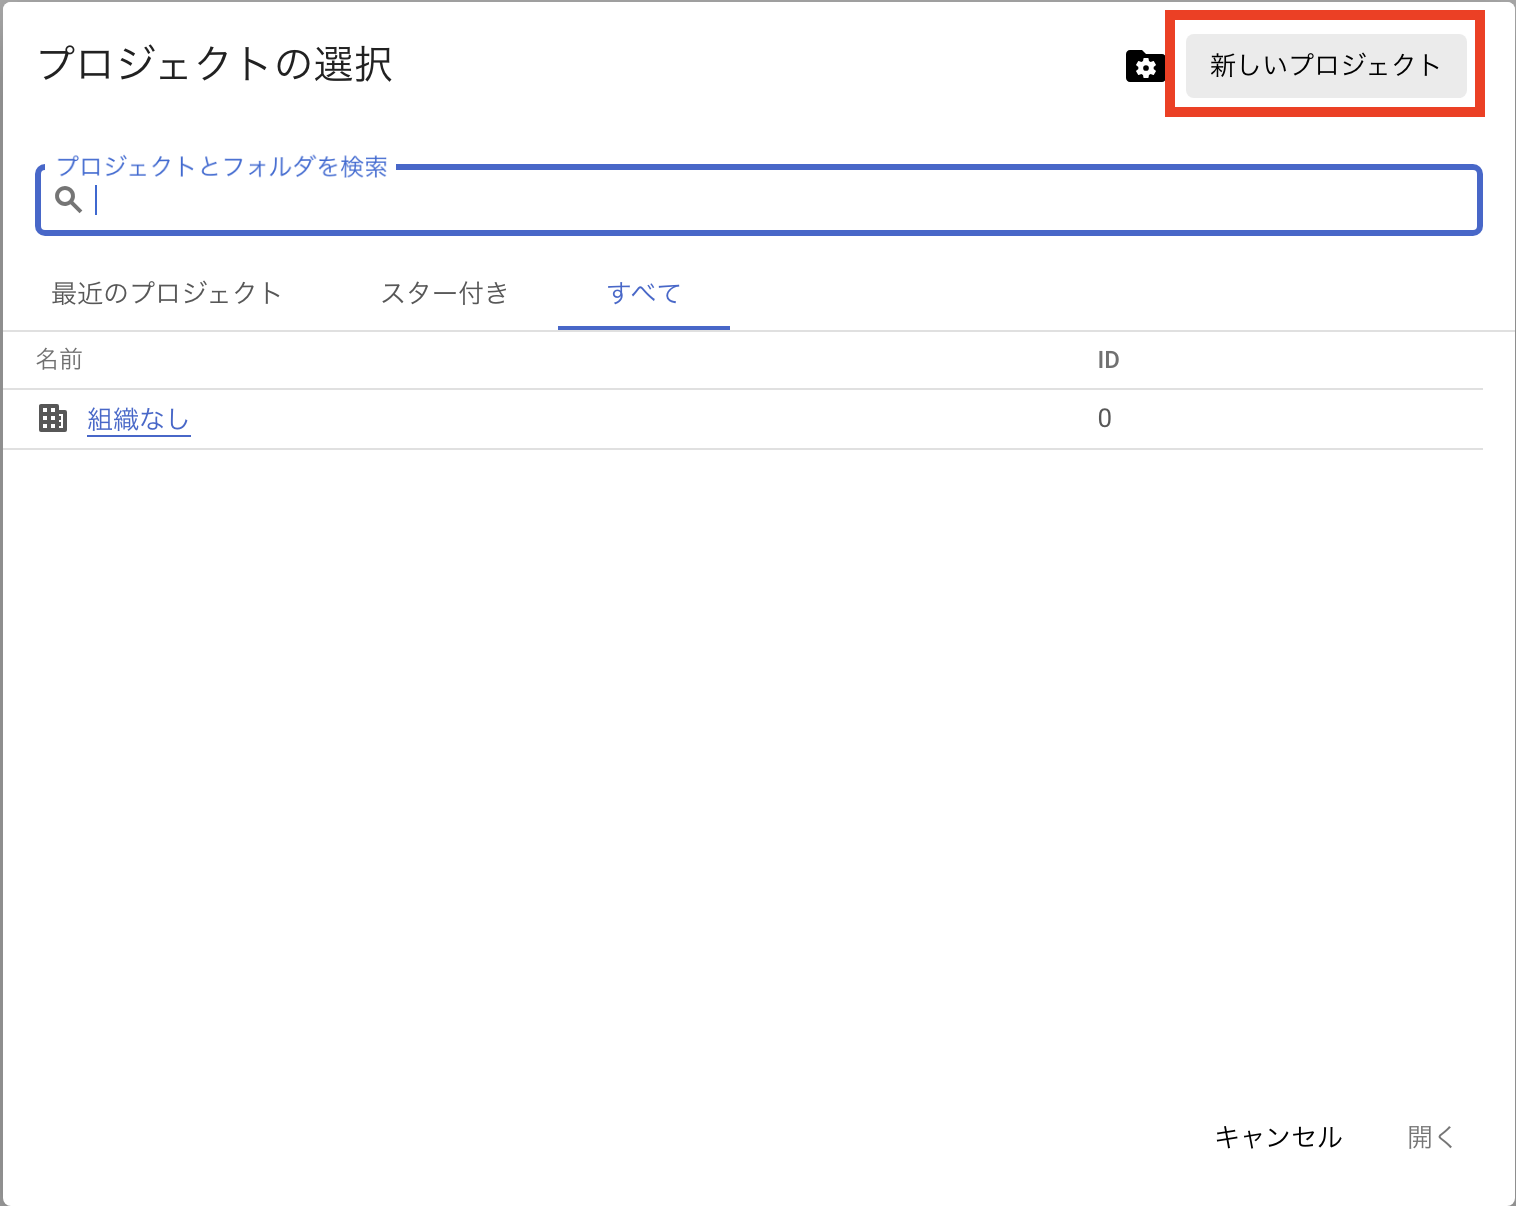 プロジェクトの選択
新しいプロジェクト
プロジェクトとフォルダを検索
最近のプロジェクト スター付き すべて
名前 ID
組織なし 0
キャンセル 開く